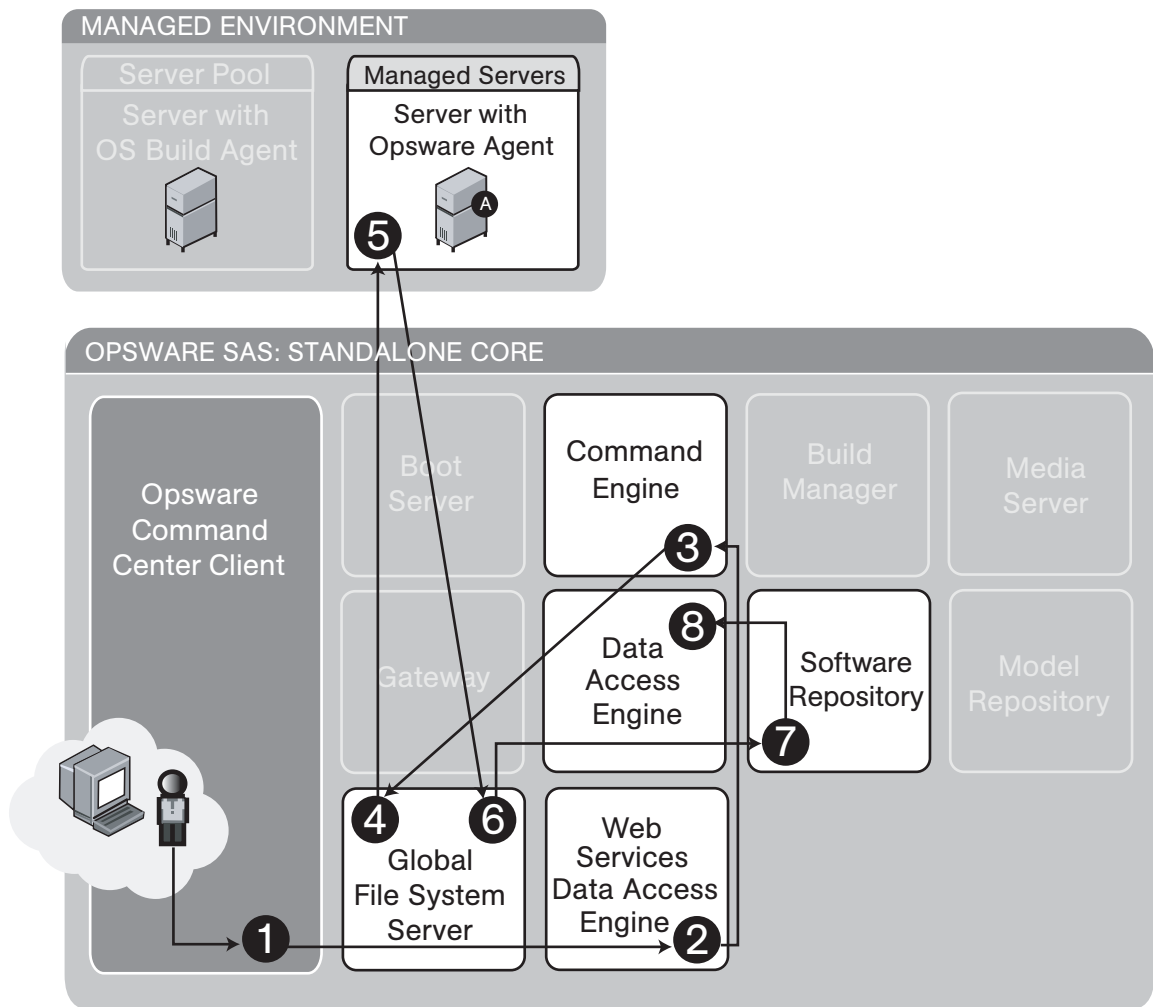 MANAGED ENVIRONMENT
Server Pool
Server with
OS Build Agent
Managed Servers
Server with
Opsware Agent
A
5
OPSWARE SAS: STANDALONE CORE
Opsware
Command
Center Client
Boot
Server
Command
Engine
3
Build
Manager
Media
Server
Gateway
8
Data
Access
Engine
Software
Repository
7
Model
Repository
4
6
Global
File System
Server
Web
Services
Data Access
Engine
2
1